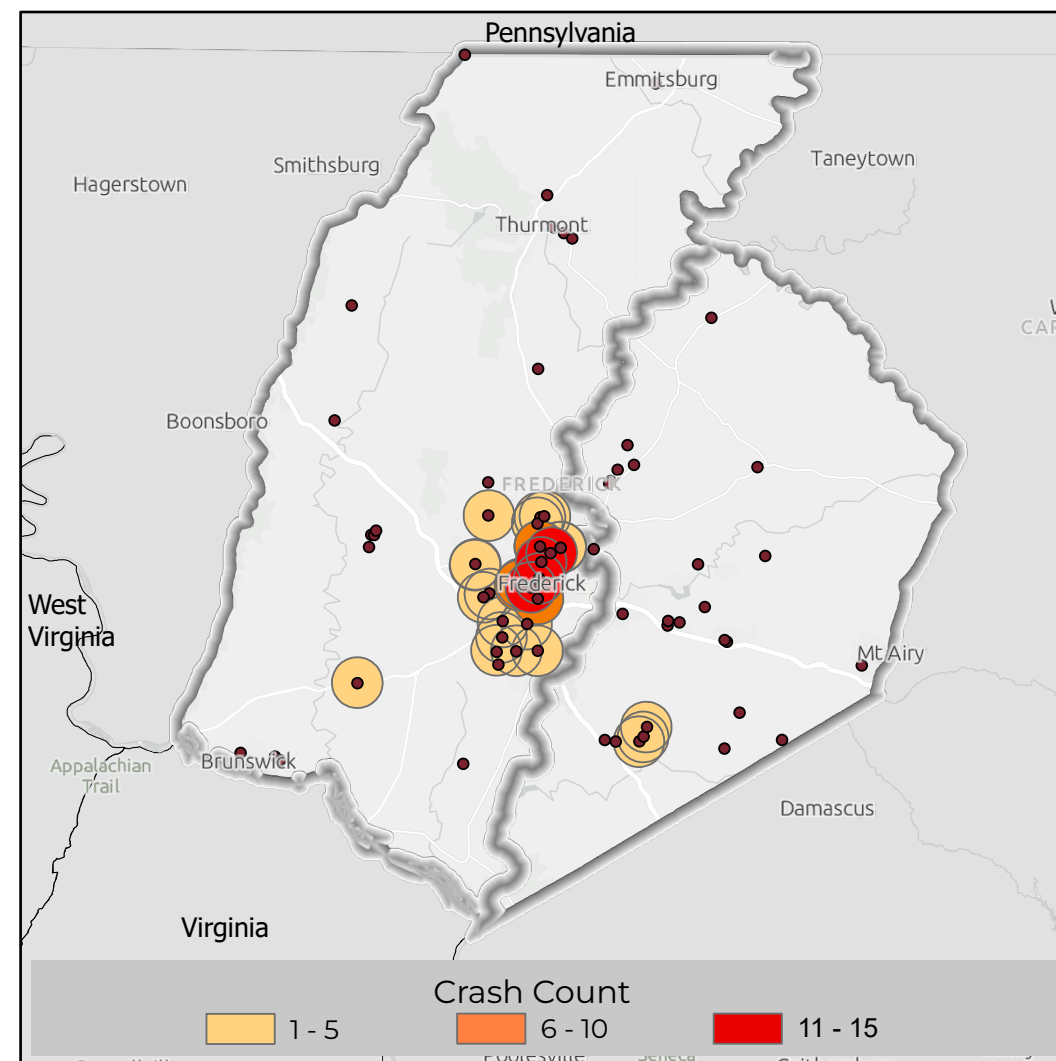 Pennsylvania
Emmitsburg
Taneytown
Smithsburg
Hagerstown
Thurmont
Boonsboro
FREDERICK
Frederick
West
Virginia
Mt Airy
Brunswick
Appalachian
Trail
Damascus
Virginia
Crash Count
1 - 5
6 - 10
11 - 15